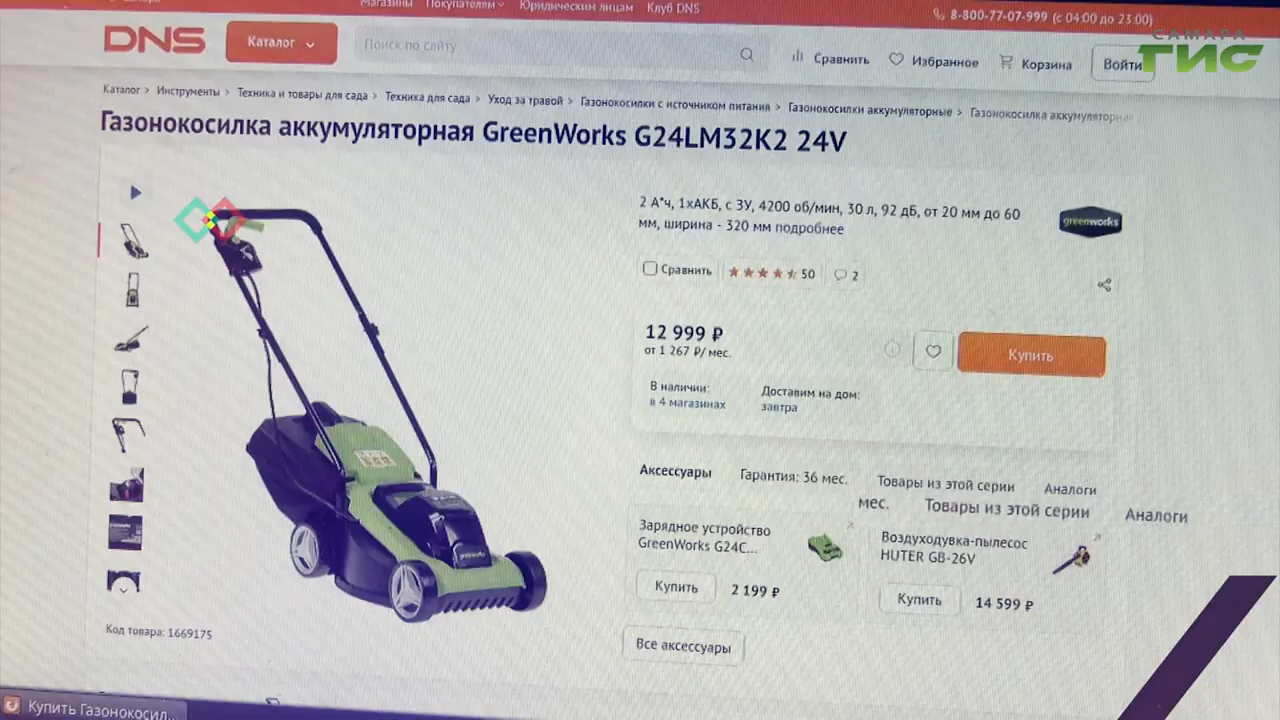 Магазины Покупателям Юридическим лицам Клуб DNS
8-800-77-07-999 (с 04:00 до 23:00)
САМАРА
ГИС
DNS
Каталог
Поиск по сайту
Сравнить
Избранное
Корзина
Войти
Каталог > Инструменты > Техника и товары для сада > Техника для сада > Уход за травой > Газонокосилки с источником питания > Газонокосилки аккумуляторные > Газонокосилка аккумуляторная
Газонокосилка аккумуляторная GreenWorks G24LM32K2 24V
2 А*ч, 1хАКБ, с ЗУ, 4200 об/мин, 30 л, 92 дБ, от 20 мм до 60
мм, ширина - 320 мм подробнее
greenworks
Сравнить
50
2
12 999 ₽
от 1 267 ₽/ мес.
Купить
В наличии:
в 4 магазинах
Доставим на дом:
завтра
Аксессуары
Гарантия: 36 мес.
Товары из этой серии
Аналоги
мес.
Товары из этой серии
Аналоги
Зарядное устройство
GreenWorks G24C...
Купить
2 199 ₽
Воздуходувка-пылесос
HUTER GB-26V
Купить
14 599 ₽
Все аксессуары
Код товара: 1669175
Купить Газонокосил...